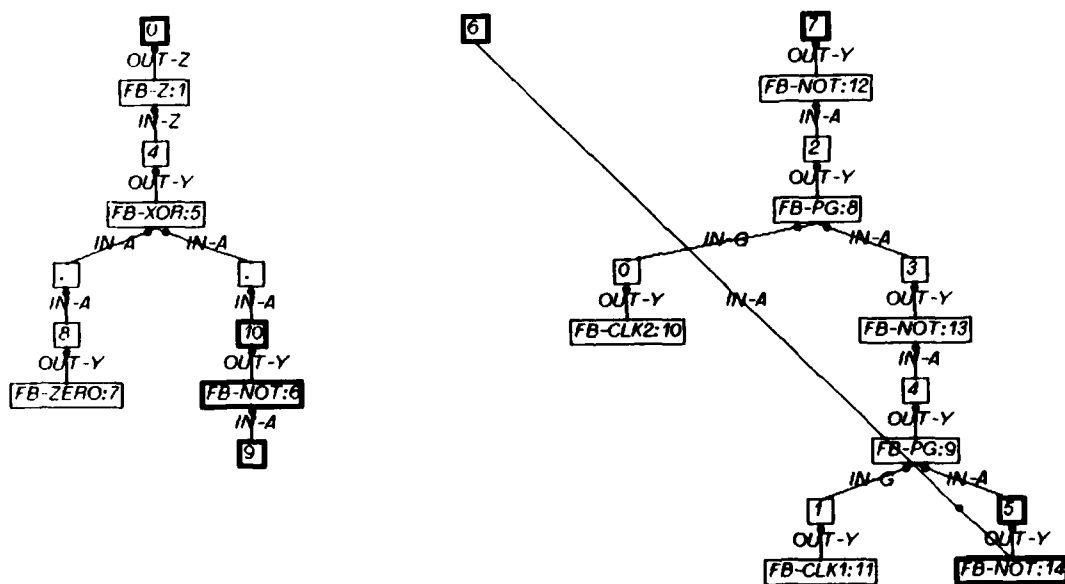 0 6 7
OUT-Z OUT-Y
FB-Z:1 FB-NOT:12
IN-Z IN-A
4 2
OUT-Y OUT-Y
FB-XOR:5 FB-PG:8
IN-A IN-A IN-G IN-A
. . 0 3
IN-A IN-A OUT-Y IN-A OUT-Y
8 10 FB-CLK2:10 FB-NOT:13
OUT-Y OUT-Y IN-A
FB-ZERO:7 FB-NOT:6 4
IN-A OUT-Y
9 FB-PG:9
IN-G IN-A
1 5
OUT-Y OUT-Y
FB-CLK1:11 FB-NOT:14